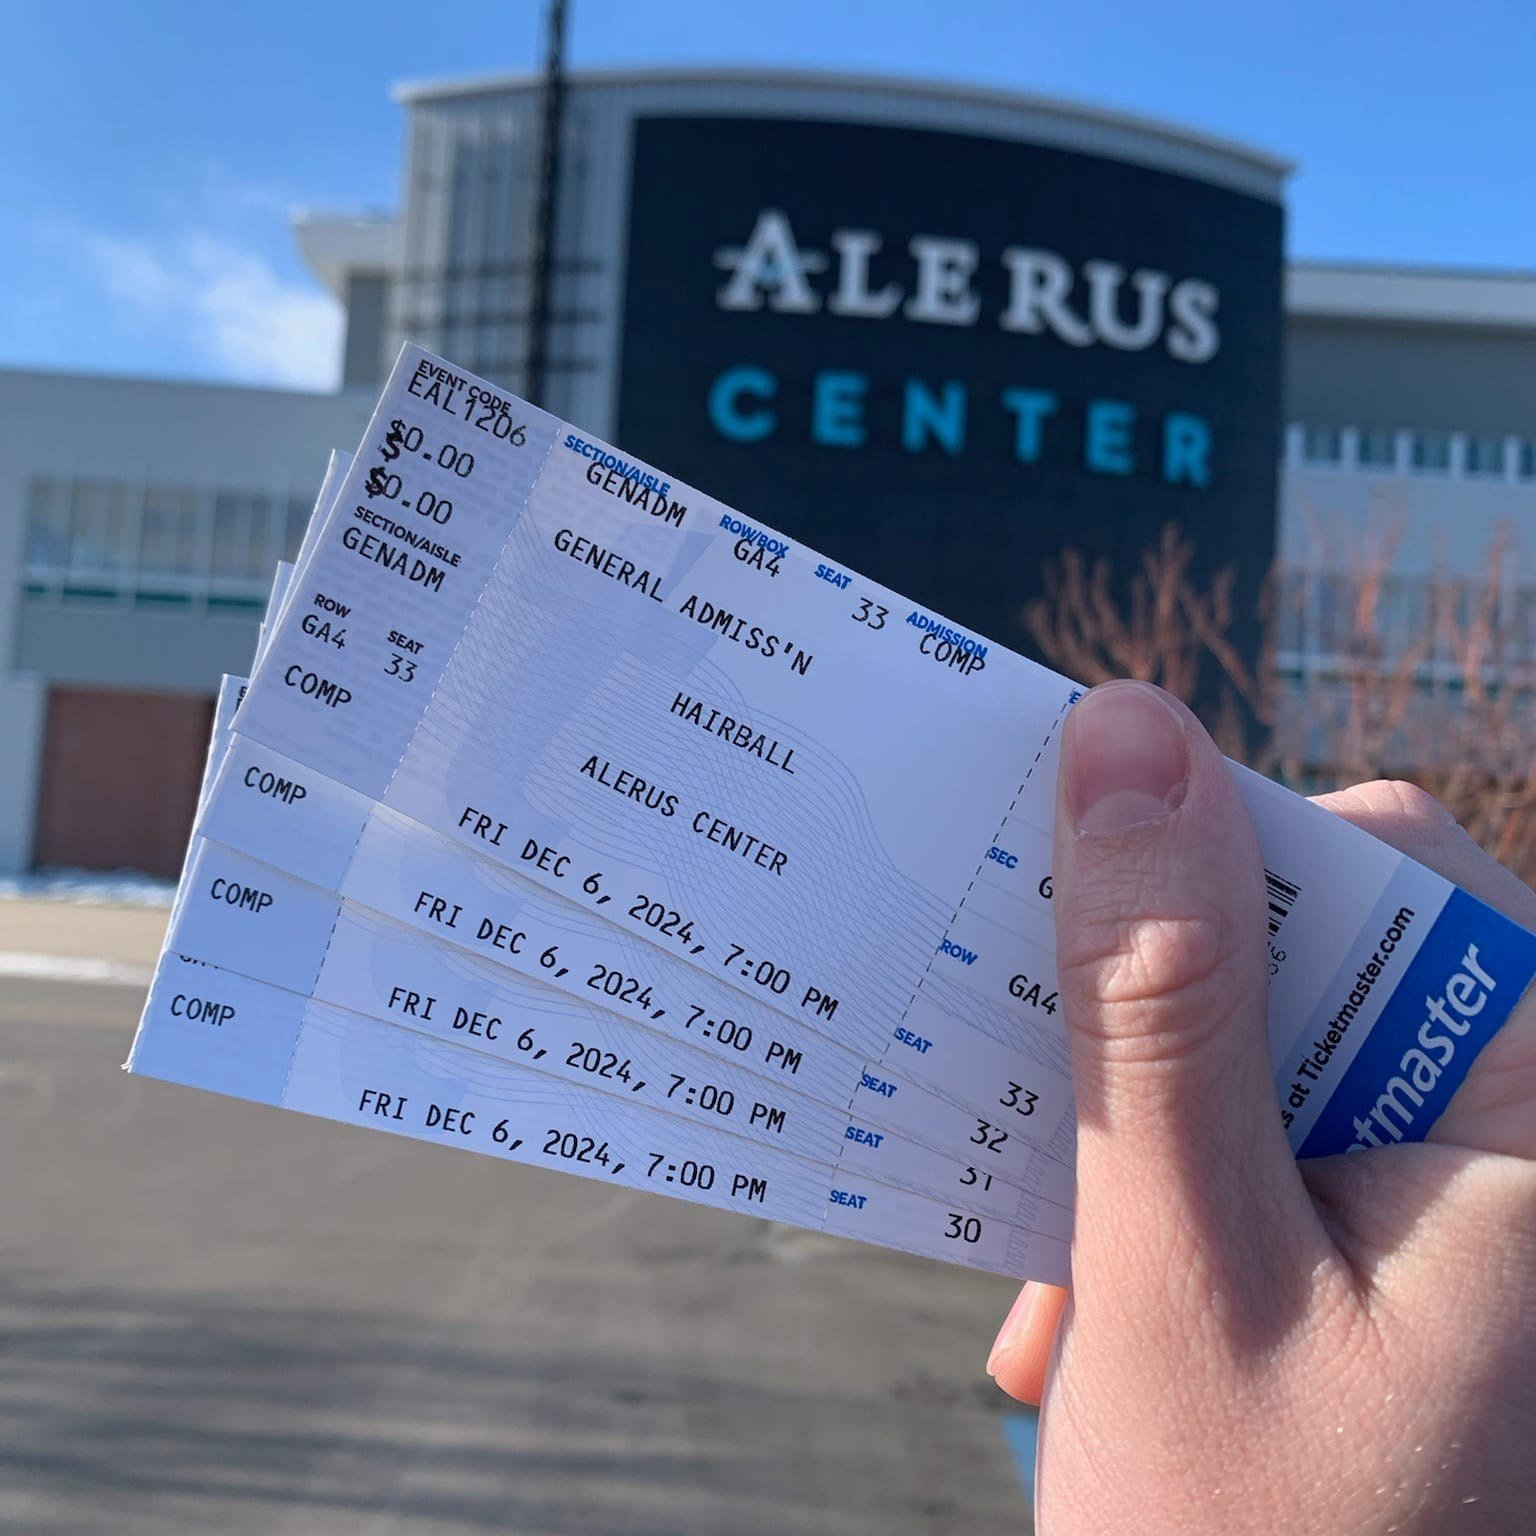 ALERUS
CENTER
EVENT CODE
EAL1206
$0.00
$0.00
SECTION/AISLE
GENADM
ROW
GA4
SEAT
33
COMP
SECTION/AISLE
GENADM
ROW/BOX
GA4
SEAT
33
ADMISSION
COMP
GENERAL ADMISS'N
HAIRBALL
ALERUS CENTER
FRI DEC 6, 2024, 7:00 PM
SEC
G
ROW
GA4
SEAT
33
at Ticketmaster.com
COMP
FRI DEC 6, 2024, 7:00 PM
SEAT
32
COMP
FRI DEC 6, 2024, 7:00 PM
SEAT
31
COMP
FRI DEC 6, 2024, 7:00 PM
SEAT
30